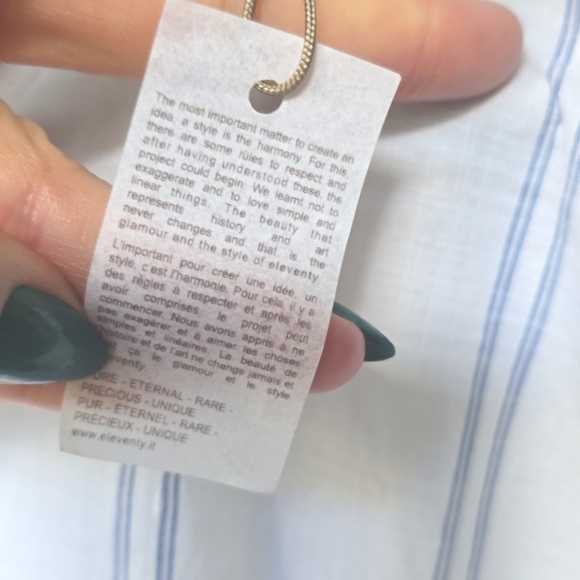 The most important matter to create an
idea, a style is the harmony. For this,
there are some rules to respect and
after having understood these, the
project could begin. We learnt not to
exaggerate and to love simple and
linear things. The beauty that
represents history and art
never changes and that is the
glamour and the style of eleventy
L'important pour créer une idée, un
style, c'est l'harmonie. Pour cela, il y a
des règles à respecter et après les
avoir comprises, le projet peut
commencer. Nous avons appris à ne
pas exagérer et à aimer les choses
simples et linéaires. La beauté de
histoire et de l'art ne change jamais et
ça, le glamour et le style
eventy
PURE - ETERNAL - RARE -
PRECIOUS - UNIQUE
PUR - ÉTERNEL - RARE -
PRÉCIEUX - UNIQUE
www.eleventy.it